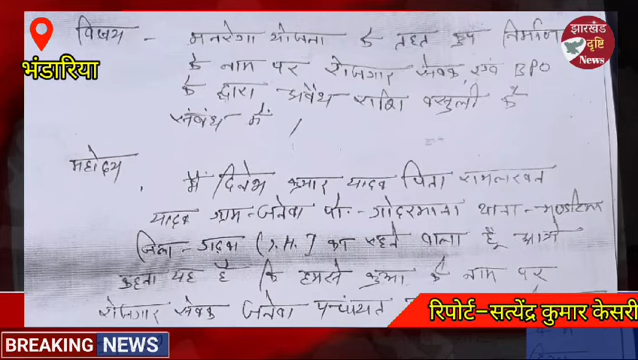 झारखंड
दृष्टि
News
भंडारिया
विषय - मनरेगा योजना के तहत कुप निर्माण
के नाम पर रोजगार सेवक एवं BPO
के द्वारा अवैध राशि वसुली के
संबंध में /
महोदय,
मैं दिनेश कुमार यादव पिता रामलखन
यादव ग्राम- जनेवा पो.- गोदरमाना थाना-
जिला- गढ़वा (J.H.) का रहने वाला हूँ आगे
कहना यह है कि हमसे कुआ के नाम पर
रोजगार सेवक जनेवा पंचायत
रिपोर्ट–सत्येंद्र कुमार केसरी
BREAKING NEWS